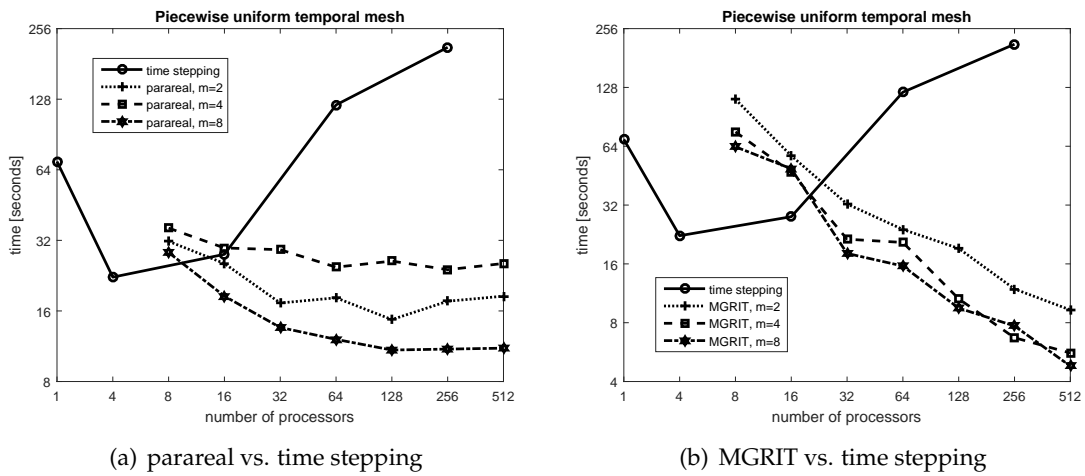 Piecewise uniform temporal mesh
256
128
64
32
16
8
time [seconds]
time stepping
parareal, m=2
parareal, m=4
parareal, m=8
1 4 8 16 32 64 128 256 512
number of processors
(a) parareal vs. time stepping
Piecewise uniform temporal mesh
256
128
64
32
16
8
4
time [seconds]
time stepping
MGRIT, m=2
MGRIT, m=4
MGRIT, m=8
1 4 8 16 32 64 128 256 512
number of processors
(b) MGRIT vs. time stepping